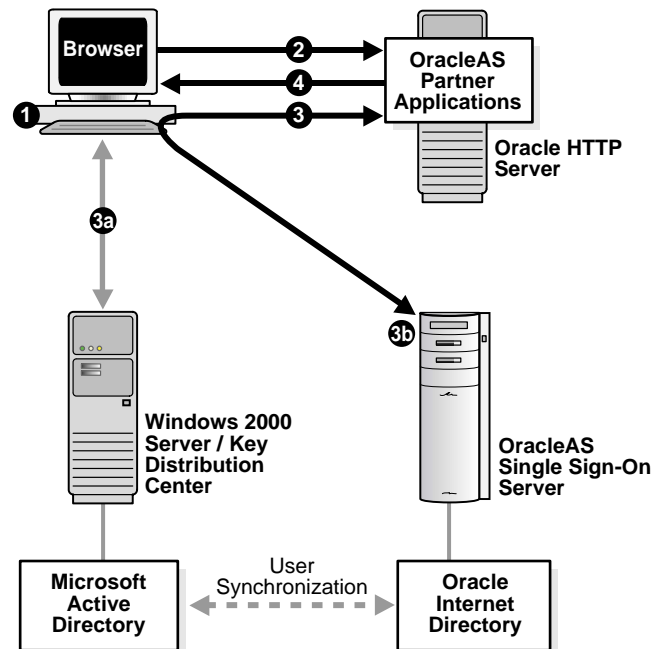 Browser
2
OracleAS
Partner
Applications
4
1
3
Oracle HTTP
Server
3a
3b
Windows 2000
Server / Key
Distribution
Center
OracleAS
Single Sign-On
Server
User
Synchronization
Microsoft
Active
Directory
Oracle
Internet
Directory